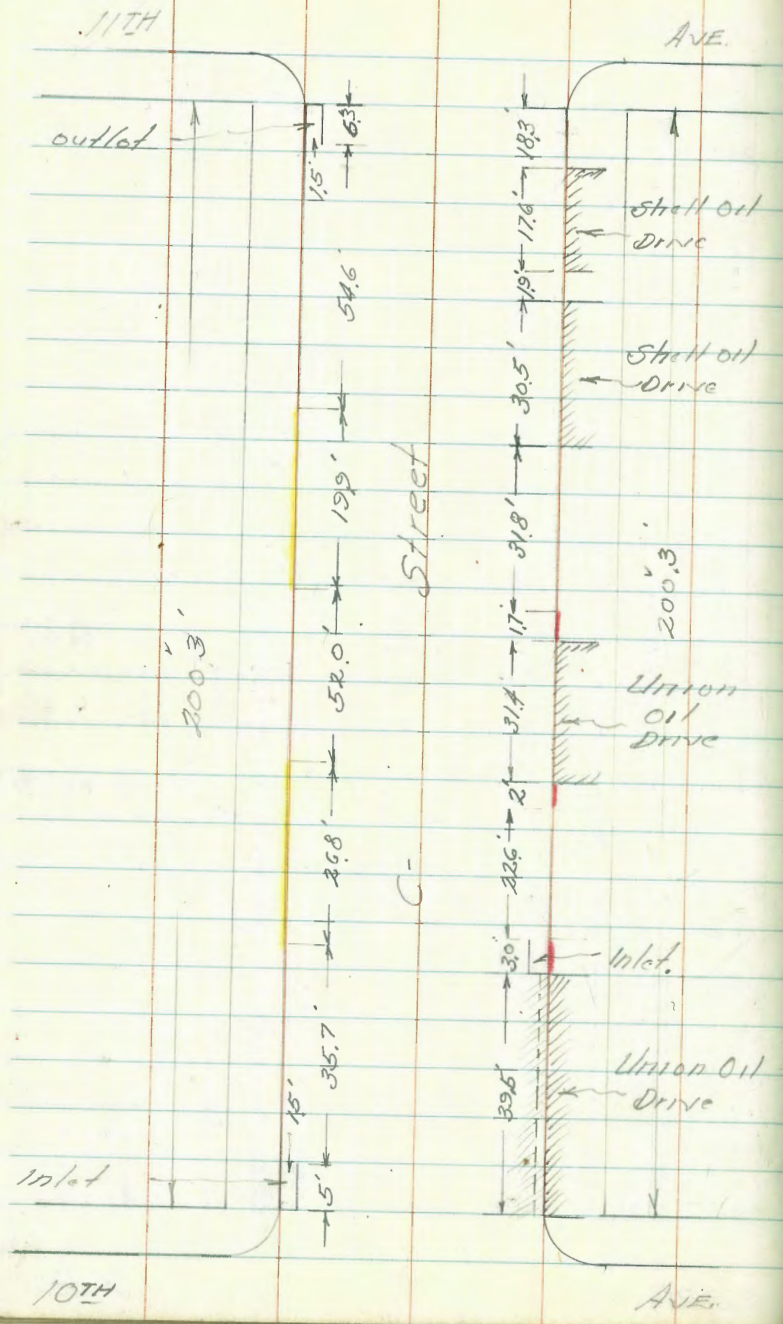 11TH
AVE.
outlot
1.5'
6.3'
54.6'
19.9'
52.0'
26.8'
35.7'
1.5'
5'
Inlet
200.3'
C- Street
18.3'
17.6'
1.9'
30.5'
31.8'
1.7'
31.4'
2'
22.6'
3.0'
39.5'
Shell Oil
Drive
Shell Oil
Drive
200.3'
Union
Oil
Drive
Inlet.
Union Oil
Drive
10TH
AVE.